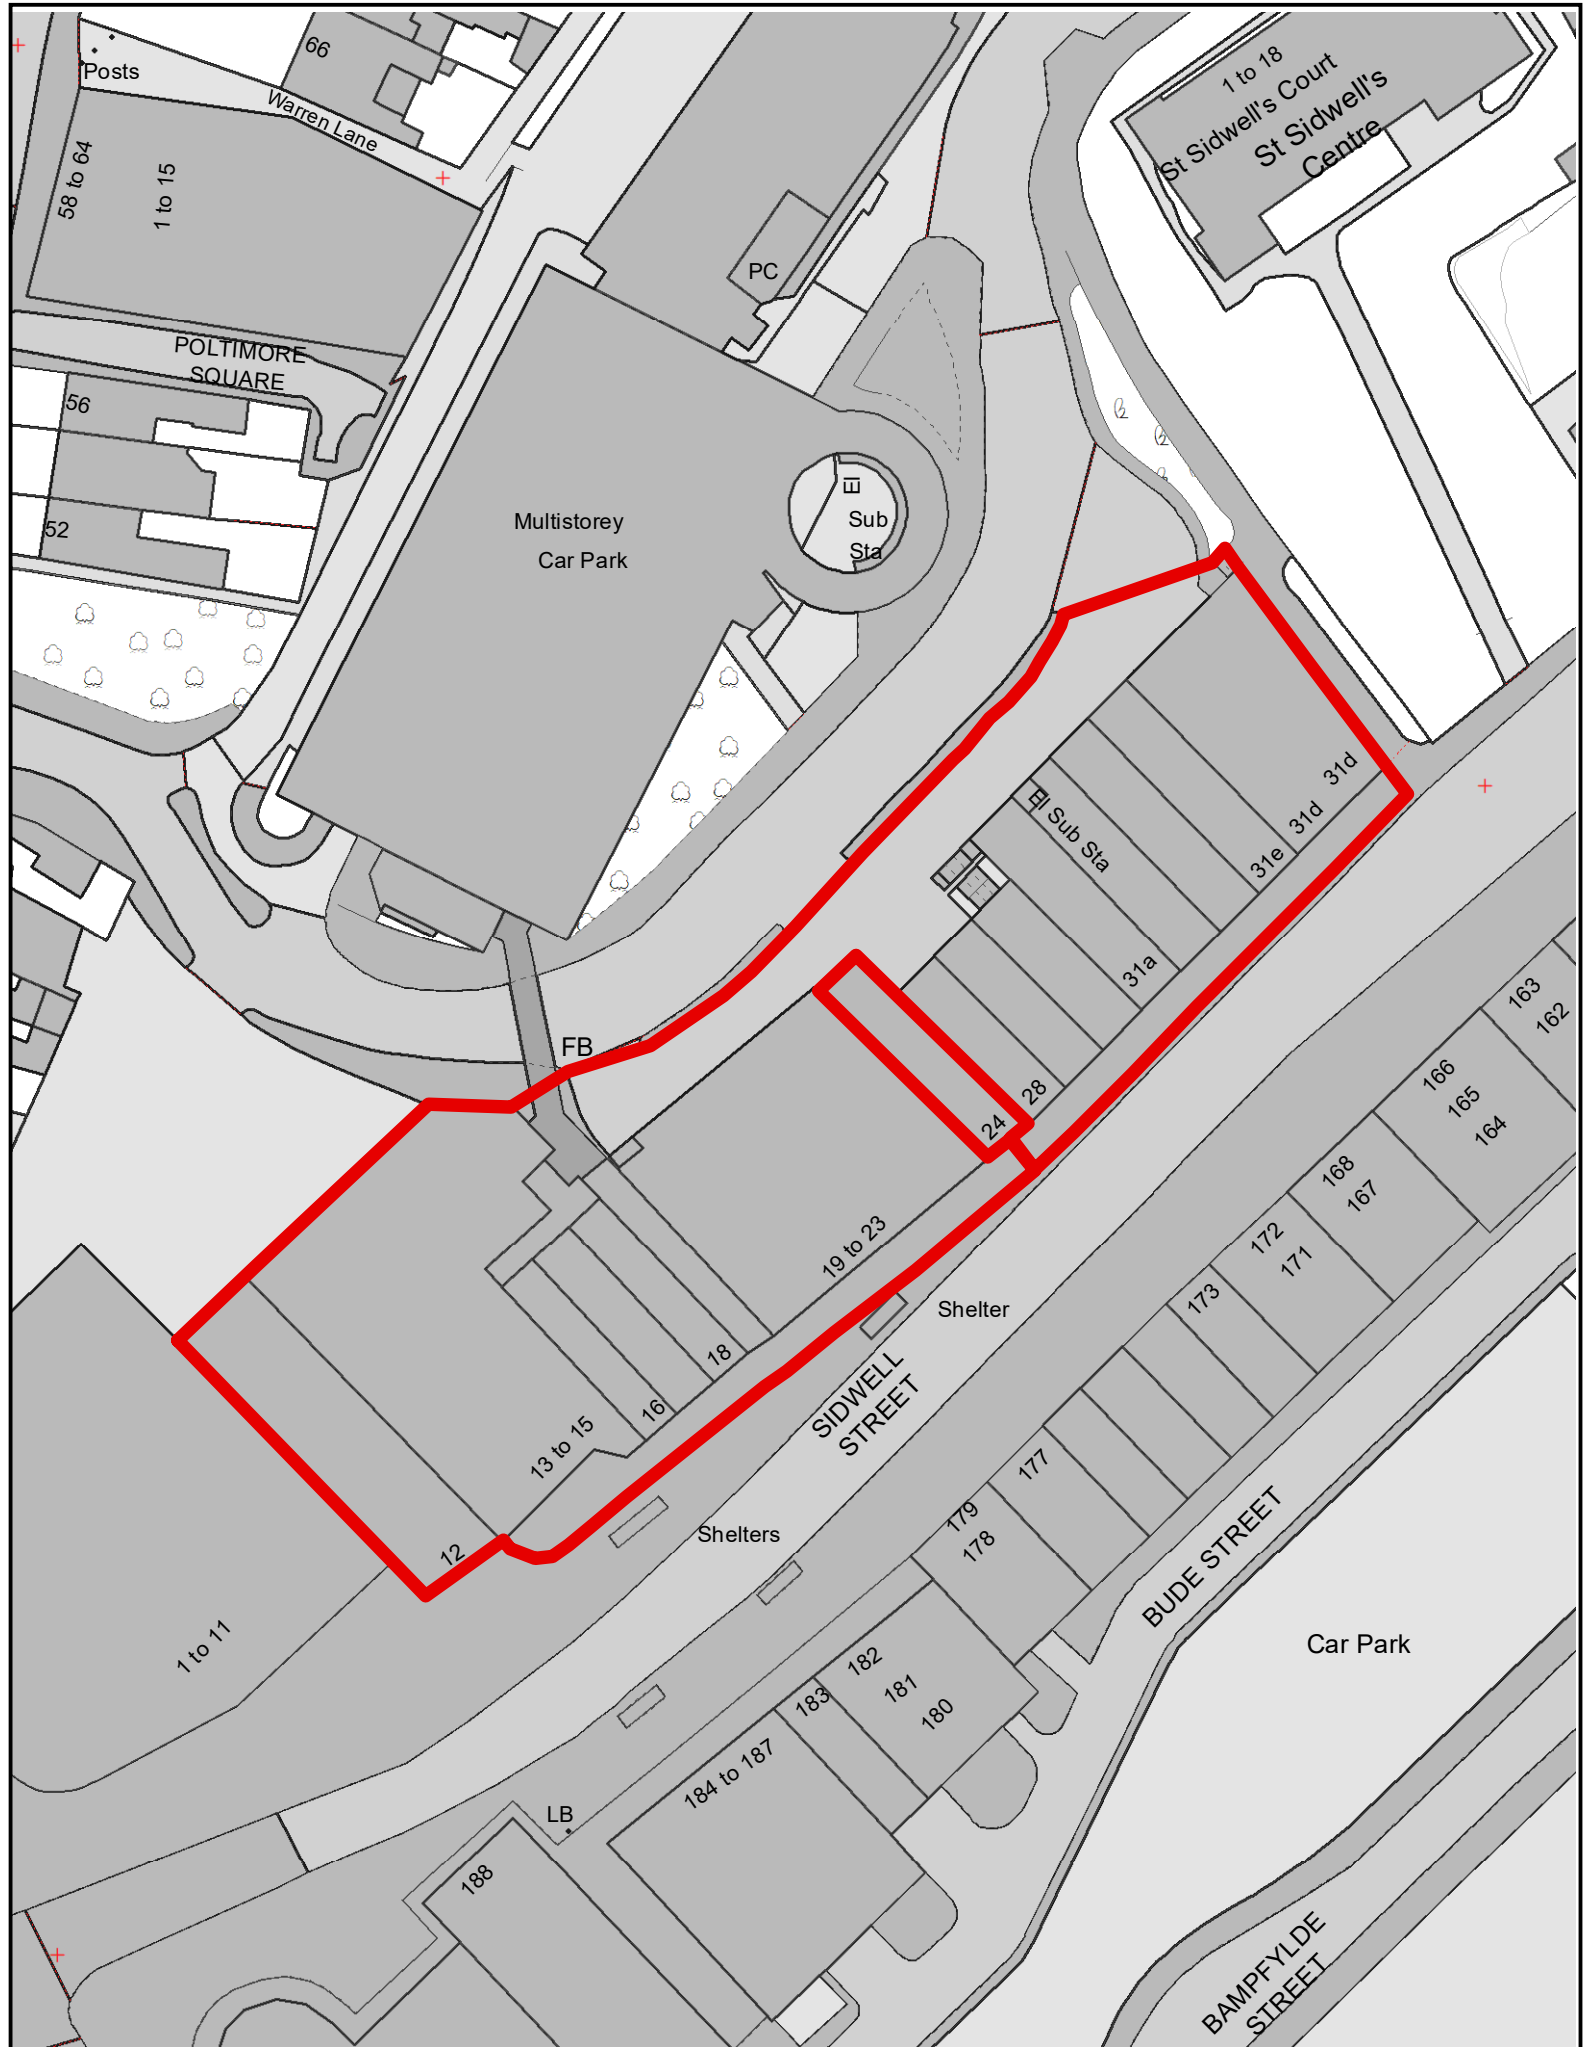 66
Posts
Warren Lane
58 to 64
1 to 15
1 to 18
St Sidwell's Court
St Sidwell's
Centre
PC
POLTIMORE
SQUARE
56
52
Multistorey
Car Park
El
Sub
Sta
31d
31d
31e
El Sub Sta
31a
28
24
FB
19 to 23
18
16
13 to 15
12
1 to 11
Shelter
SIDWELL
STREET
Shelters
163
162
166
165
164
168
167
172
171
173
177
179
178
182
181
180
183
184 to 187
LB
188
BUDE STREET
Car Park
BAMPFYLDE
STREET